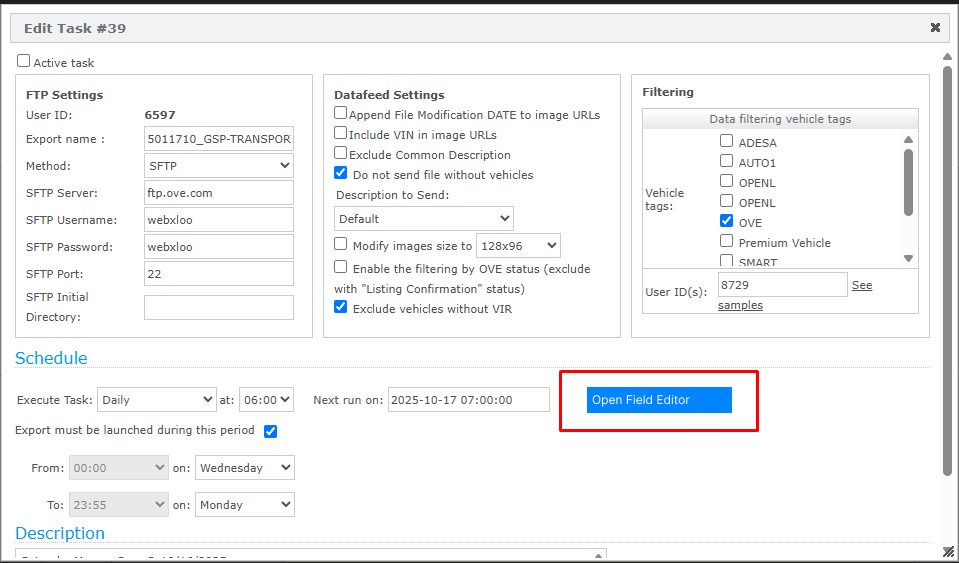 Edit Task #39
Active task
FTP Settings
User ID: 6597
Export name : 5011710_GSP-TRANSPOR
Method: SFTP
SFTP Server: ftp.ove.com
SFTP Username: webxloo
SFTP Password: webxloo
SFTP Port: 22
SFTP Initial
Directory:
Datafeed Settings
Append File Modification DATE to image URLs
Include VIN in image URLs
Exclude Common Description
Do not send file without vehicles
Description to Send:
Default
Modify images size to 128x96
Enable the filtering by OVE status (exclude
with "Listing Confirmation" status)
Exclude vehicles without VIR
Filtering
Data filtering vehicle tags
Vehicle
tags:
ADESA
AUTO1
OPENL
OPENL
OVE
Premium Vehicle
SMART
User ID(s): 8729 See
samples
Schedule
Execute Task: Daily at: 06:00 Next run on: 2025-10-17 07:00:00 Open Field Editor
Export must be launched during this period
From: 00:00 on: Wednesday
To: 23:55 on: Monday
Description